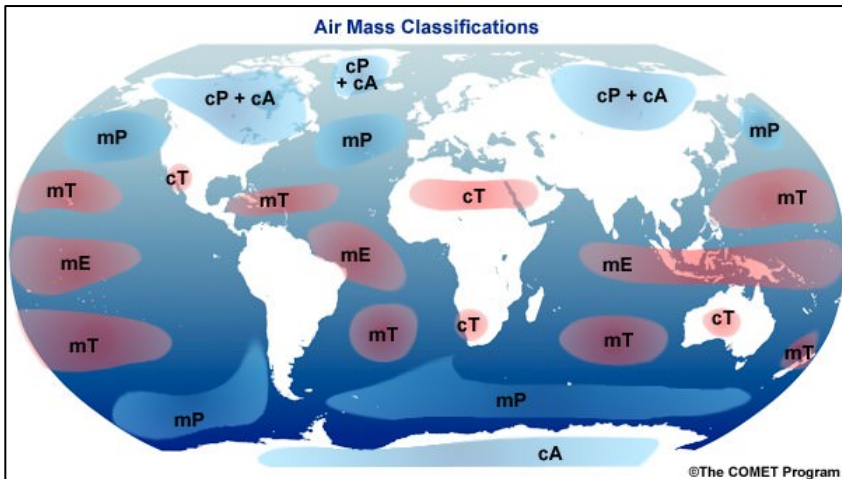 Air Mass Classifications
cP
+ cA
cP + cA
cP + cA
mP
mP
mP
cT
mT
mT
cT
mT
mE
mE
mE
mT
mT
cT
mT
cT
mT
mP
mP
cA
©The COMET Program